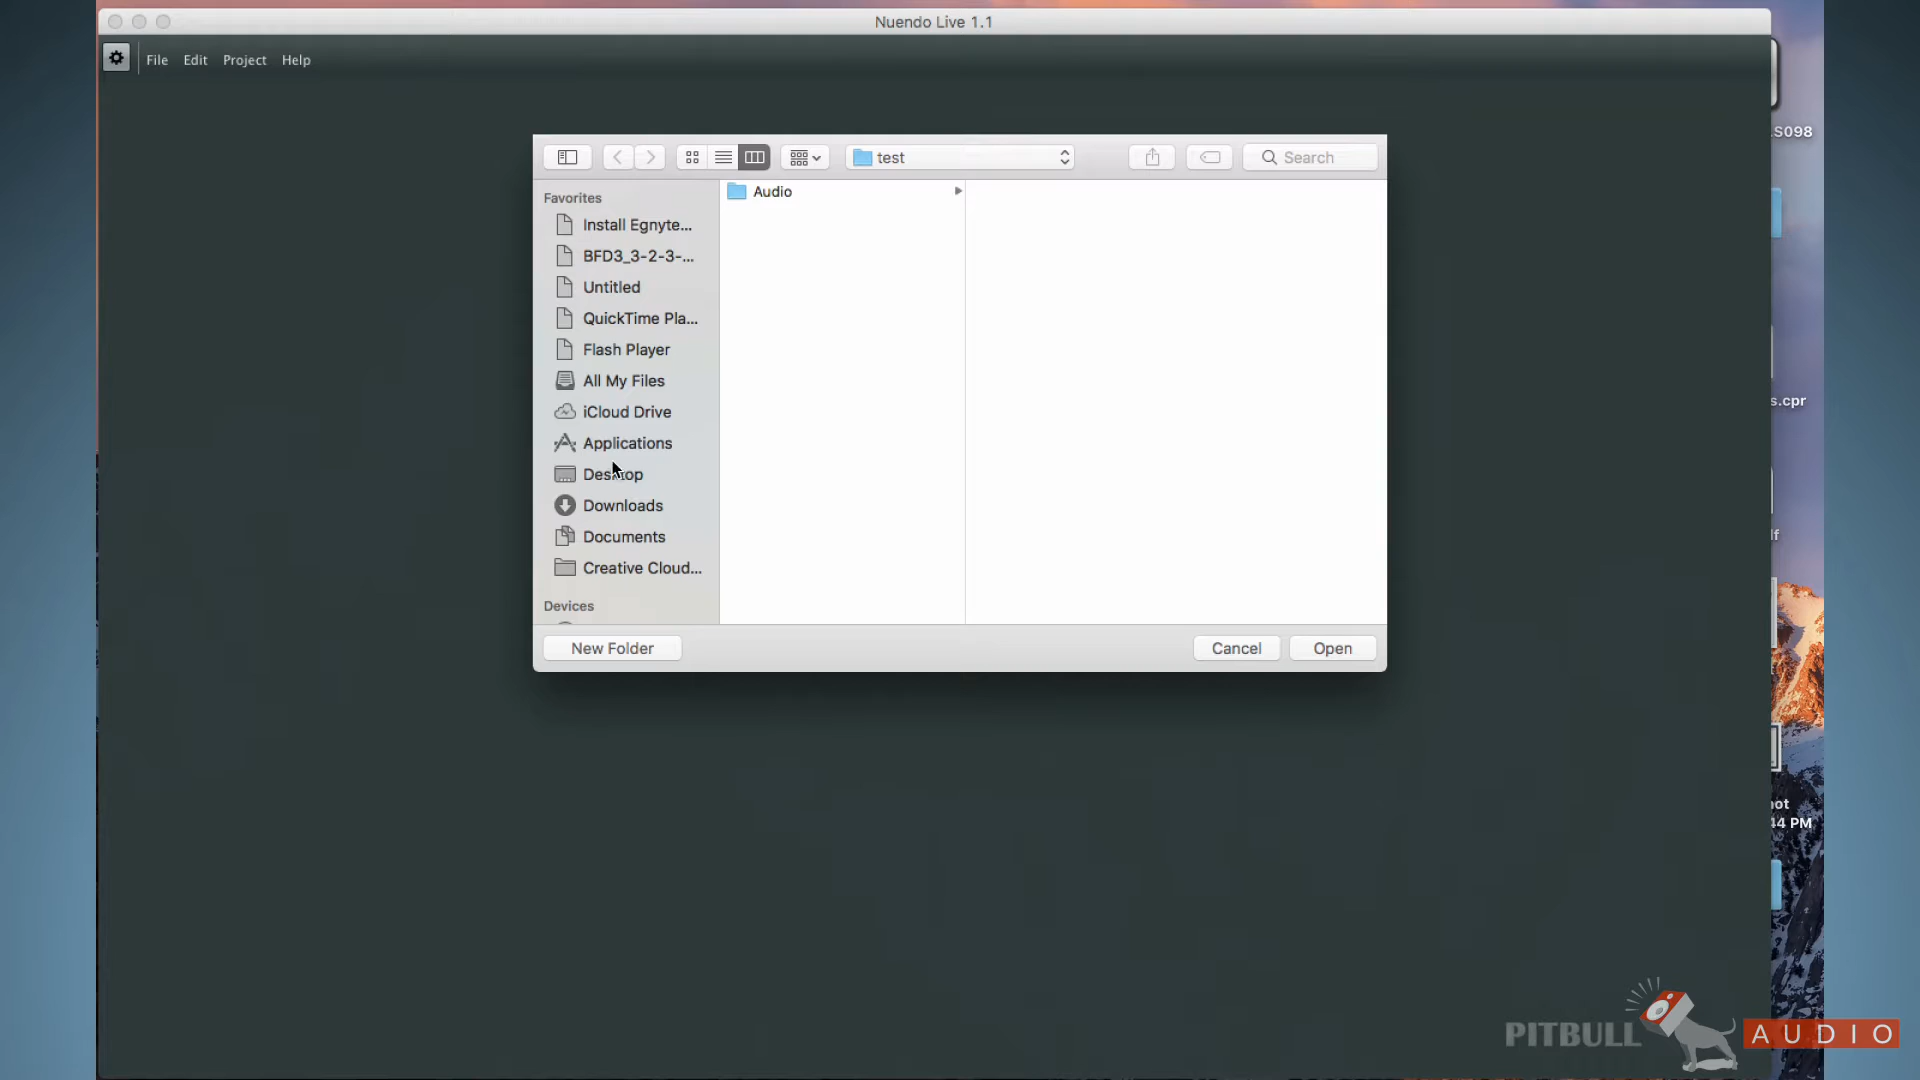 Nuendo Live 1.1
File Edit Project Help
test
Search
Favorites
Audio
Install Egnyte...
BFD3_3-2-3-...
Untitled
QuickTime Pla...
Flash Player
All My Files
iCloud Drive
Applications
Desktop
Downloads
Documents
Creative Cloud...
Devices
New Folder
Cancel
Open
.S098
s.cpr
lf
44 PM
PITBULL AUDIO